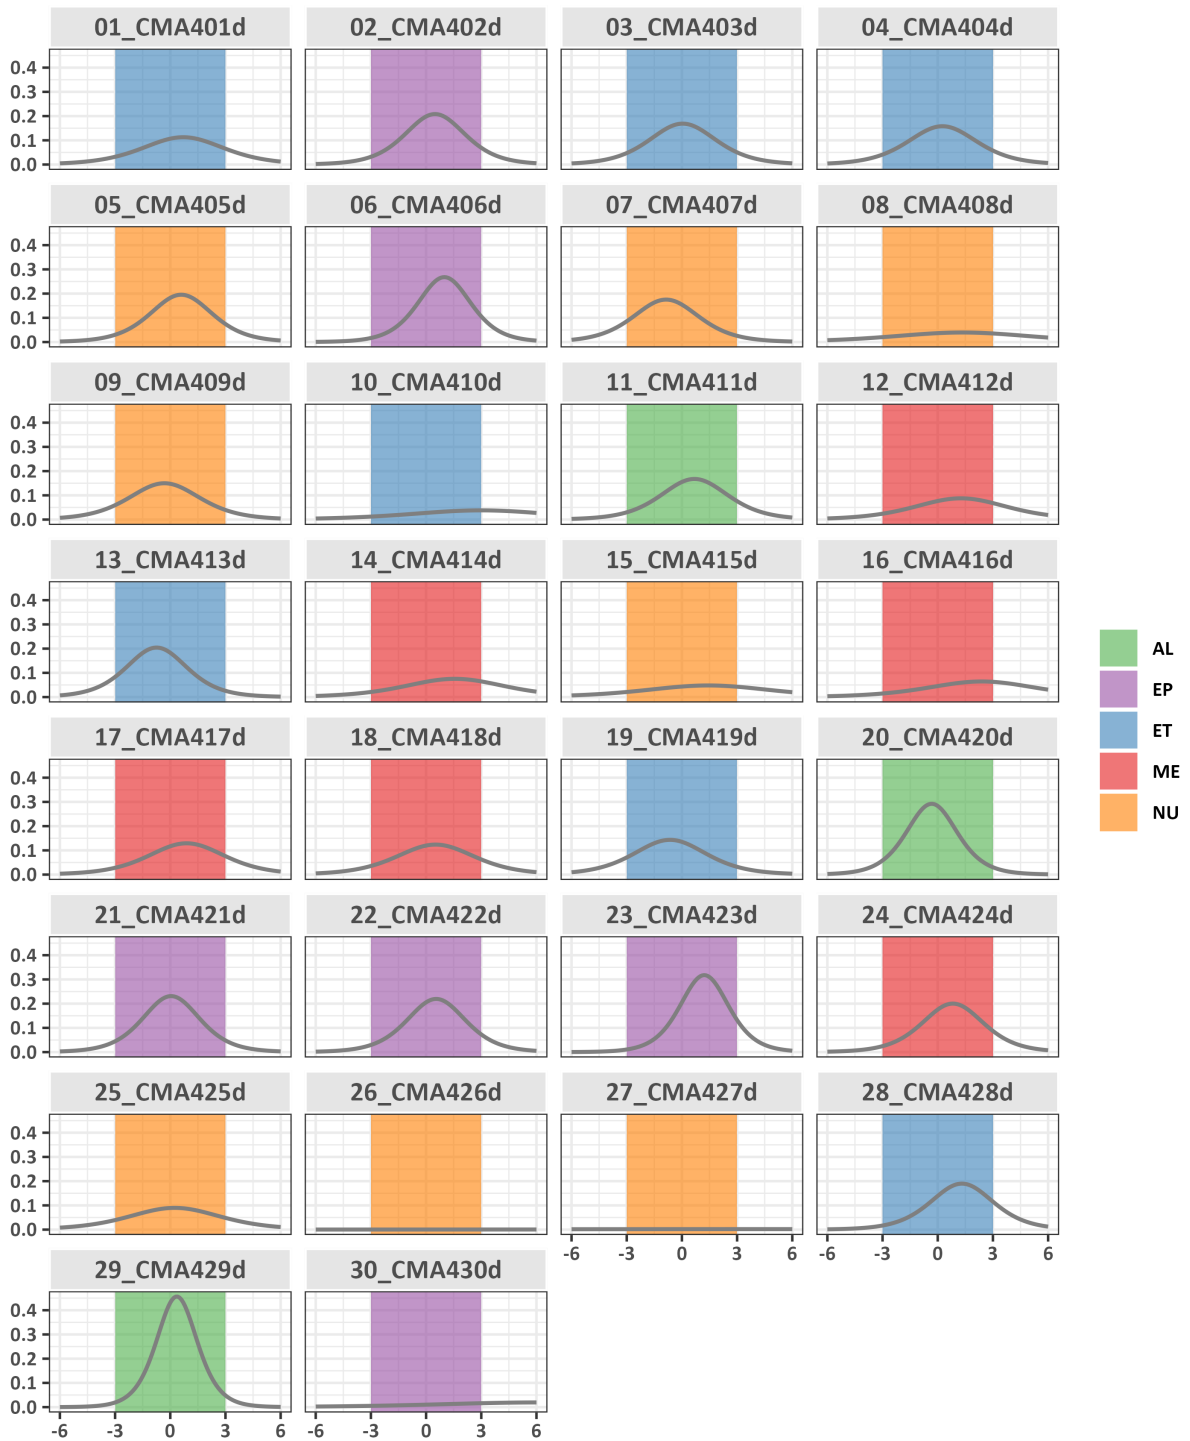 01_CMA401d 02_CMA402d 03_CMA403d 04_CMA404d
0.4
0.3
0.2
0.1
0.0
05_CMA405d 06_CMA406d 07_CMA407d 08_CMA408d
0.4
0.3
0.2
0.1
0.0
09_CMA409d 10_CMA410d 11_CMA411d 12_CMA412d
0.4
0.3
0.2
0.1
0.0
13_CMA413d 14_CMA414d 15_CMA415d 16_CMA416d
0.4
0.3
0.2
0.1
0.0
17_CMA417d 18_CMA418d 19_CMA419d 20_CMA420d
0.4
0.3
0.2
0.1
0.0
21_CMA421d 22_CMA422d 23_CMA423d 24_CMA424d
0.4
0.3
0.2
0.1
0.0
25_CMA425d 26_CMA426d 27_CMA427d 28_CMA428d
0.4
0.3
0.2
0.1
0.0
-6 -3 0 3 6 -6 -3 0 3 6
29_CMA429d 30_CMA430d
0.4
0.3
0.2
0.1
0.0
-6 -3 0 3 6 -6 -3 0 3 6
AL
EP
ET
ME
NU